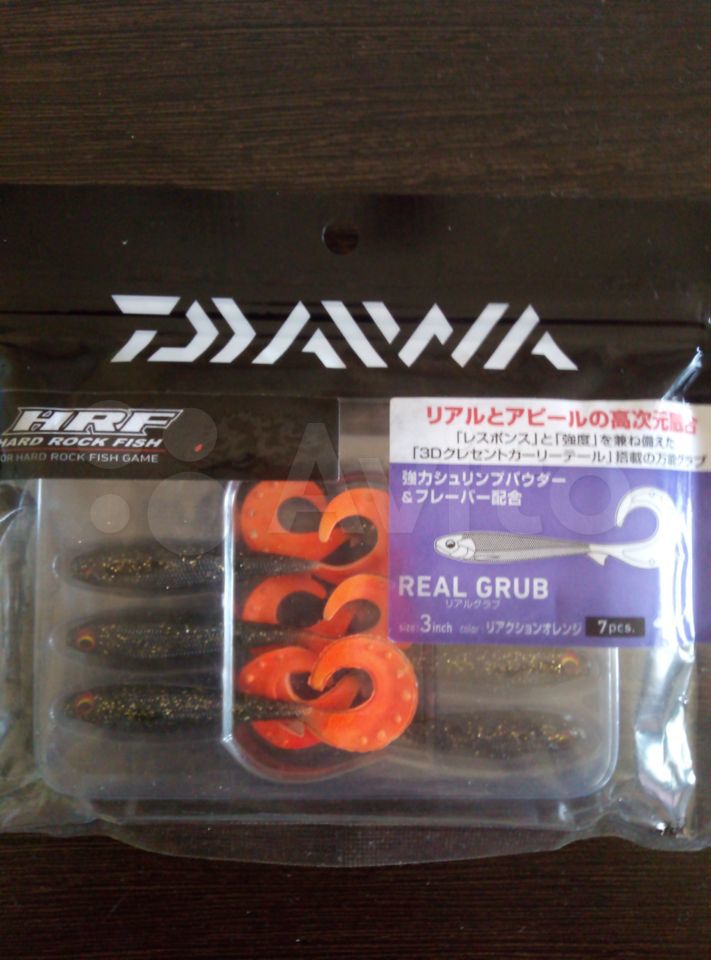 DAIWA
HRF
HARD ROCK FISH
FOR HARD ROCK FISH GAME
リアルとアピールの高次元融合
「レスポンス」と「強度」を兼ね備えた
「3Dクレセントカーリーテール」搭載の万能グラブ
強力シュリンプパウダー
&フレーバー配合
REAL GRUB
リアルグラブ
size: 3inch color: リアクションオレンジ 7pcs.
Avito